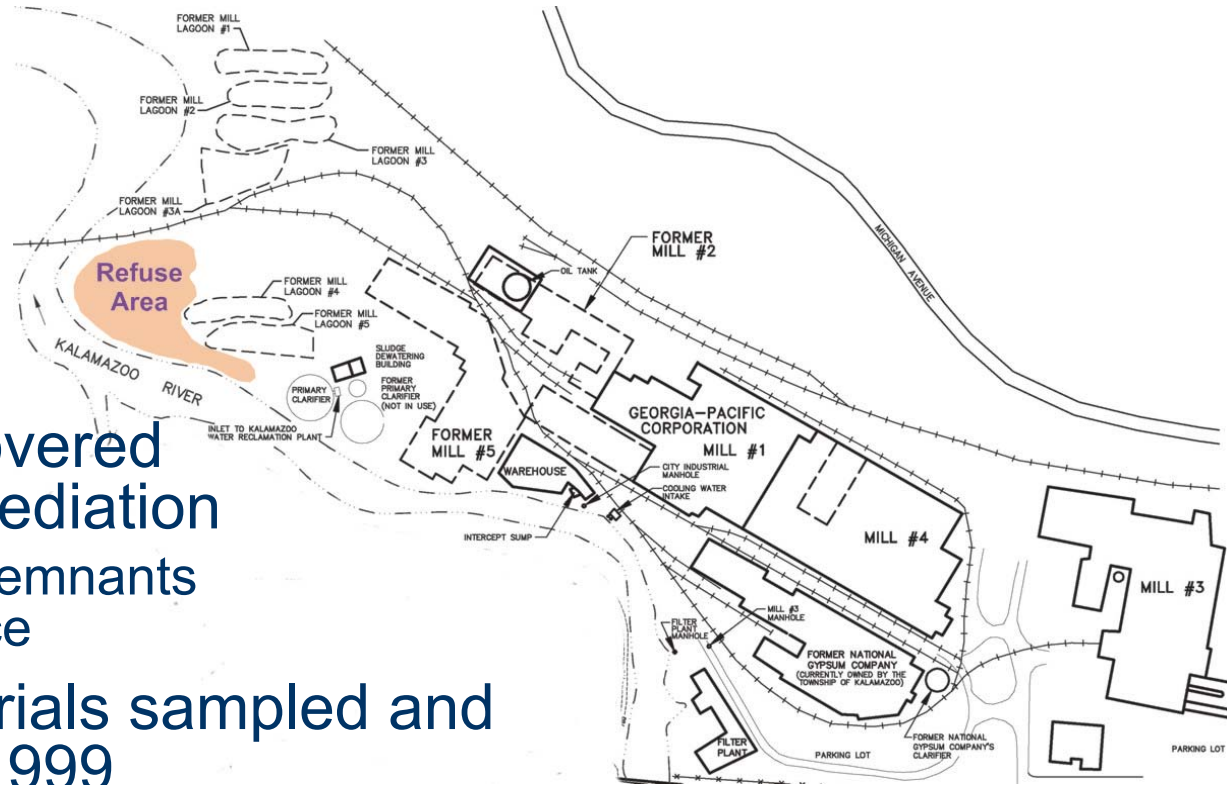 FORMER MILL
LAGOON #1
FORMER MILL
LAGOON #2
FORMER MILL
LAGOON #3
FORMER MILL
LAGOON #3A
Refuse
Area
FORMER MILL
LAGOON #4
FORMER MILL
LAGOON #5
KALAMAZOO RIVER
MICHIGAN AVENUE
FORMER
MILL #2
OIL TANK
SLUDGE
DEWATERING
BUILDING
PRIMARY
CLARIFIER
FORMER
PRIMARY
CLARIFIER
(NOT IN USE)
INLET TO KALAMAZOO
WATER RECLAMATION PLANT
FORMER
MILL #5
GEORGIA-PACIFIC
CORPORATION
MILL #1
WAREHOUSE
CITY INDUSTRIAL
MANHOLE
COOLING WATER
INTAKE
INTERCEPT SUMP
MILL #4
MILL #3
MILL #3
MANHOLE
FILTER
PLANT
MANHOLE
FORMER NATIONAL
GYPSUM COMPANY
(CURRENTLY OWNED BY THE
TOWNSHIP OF KALAMAZOO)
FILTER
PLANT
PARKING LOT
FORMER NATIONAL
GYPSUM COMPANY'S
CLARIFIER
PARKING LOT
overed
ediation
emnants
ce
rials sampled and
1999